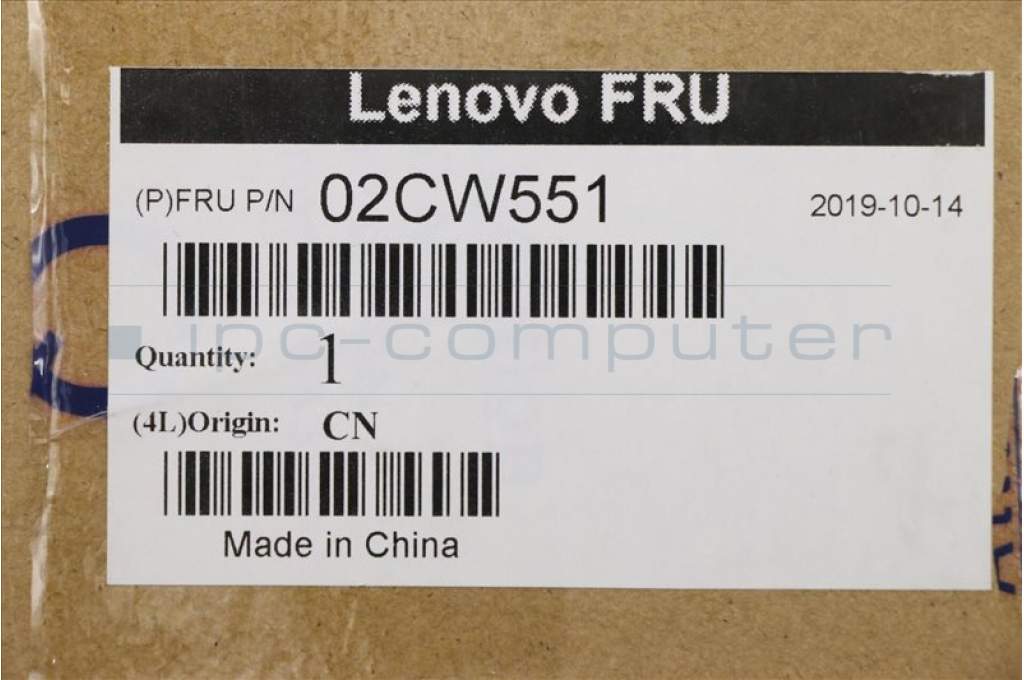 Lenovo FRU
(P)FRU P/N 02CW551 2019-10-14
ipc-computer
Quantity: 1
(4L)Origin: CN
Made in China